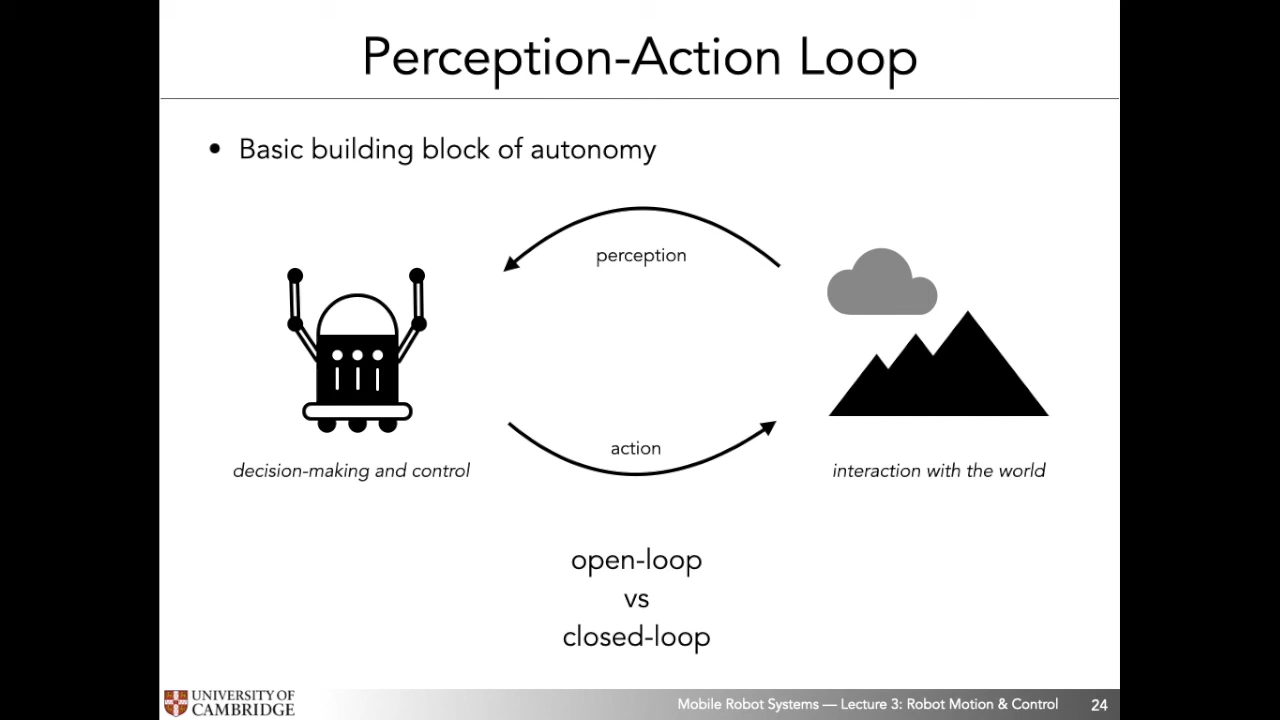 Perception-Action Loop
• Basic building block of autonomy
perception
action
decision-making and control
interaction with the world
open-loop
vs
closed-loop
UNIVERSITY OF
CAMBRIDGE
Mobile Robot Systems — Lecture 3: Robot Motion & Control
24